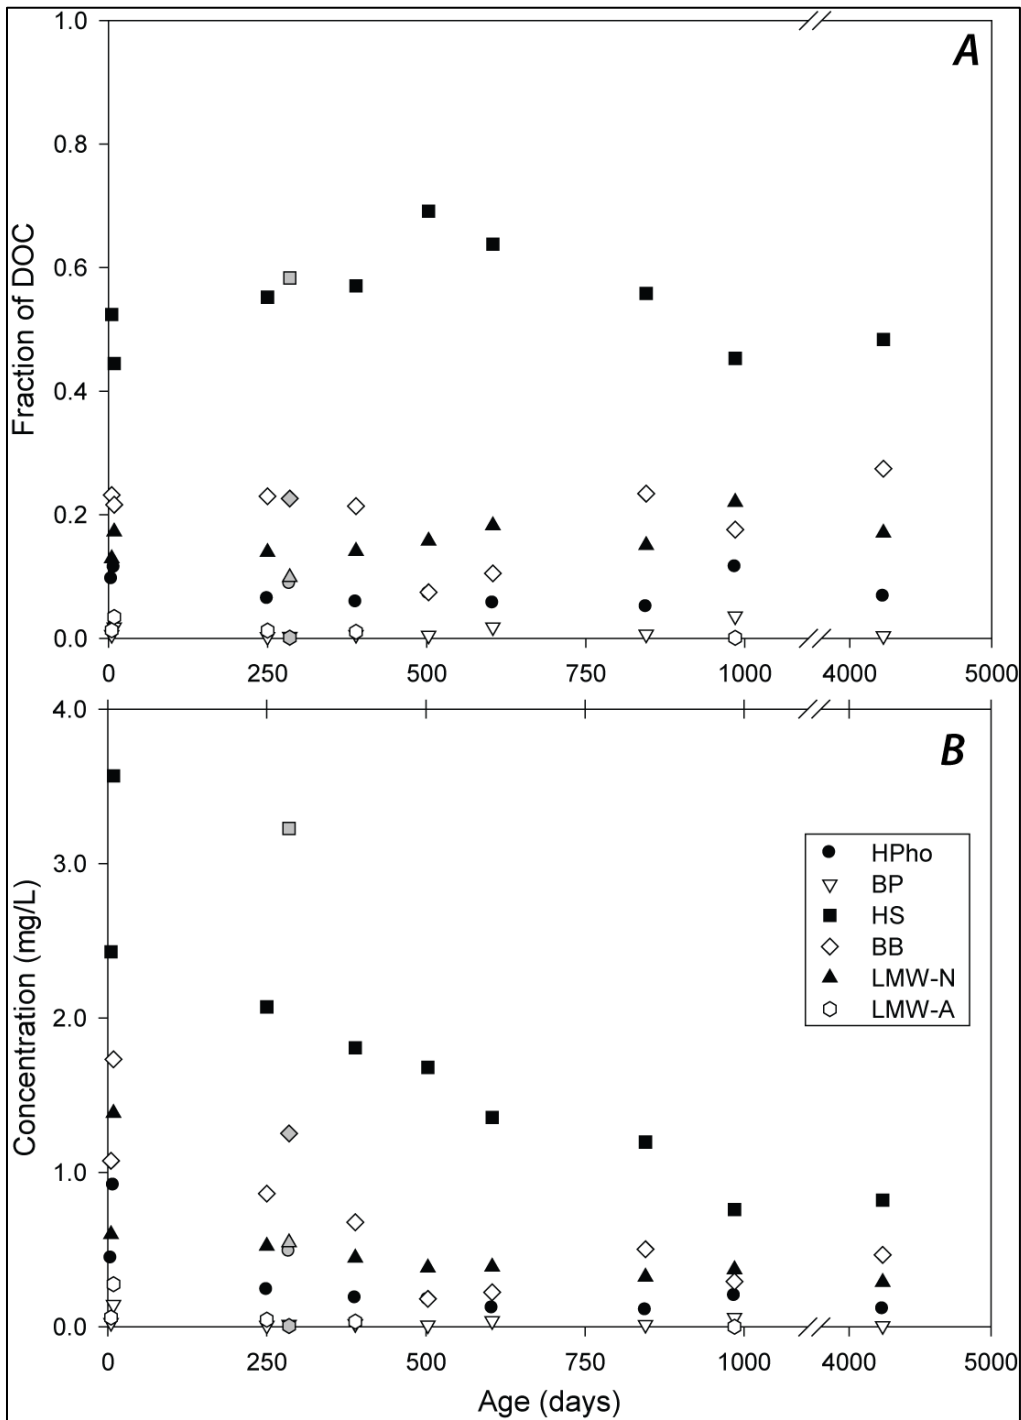 A
Fraction of DOC
1.0
0.8
0.6
0.4
0.2
0.0
0 250 500 750 1000 4000 5000
B
Concentration (mg/L)
4.0
3.0
2.0
1.0
0.0
HPho
BP
HS
BB
LMW-N
LMW-A
0 250 500 750 1000 4000 5000
Age (days)